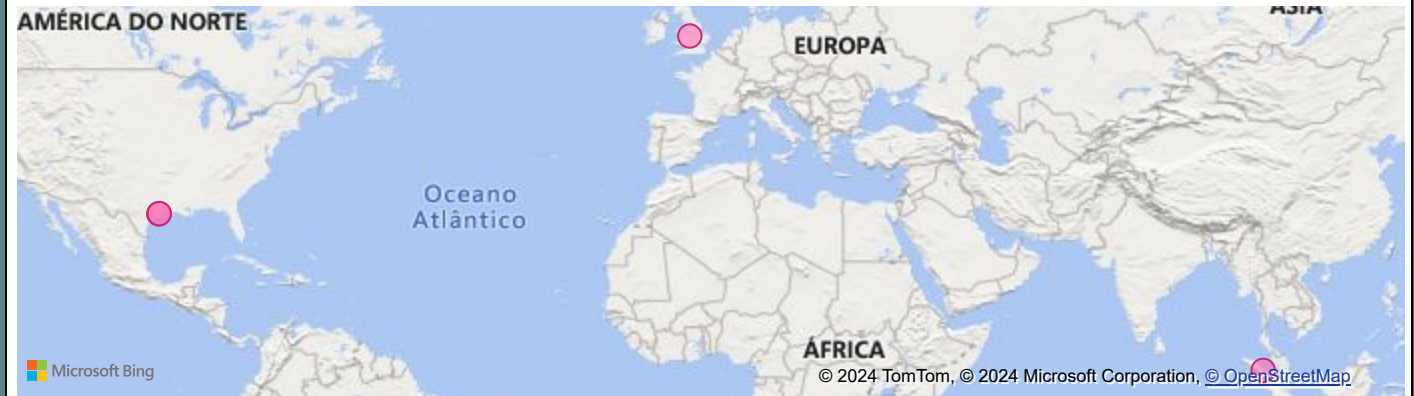 AMÉRICA DO NORTE
ÁSIA
EUROPA
Oceano
Atlântico
ÁFRICA
Microsoft Bing
© 2024 TomTom, © 2024 Microsoft Corporation, © OpenStreetMap